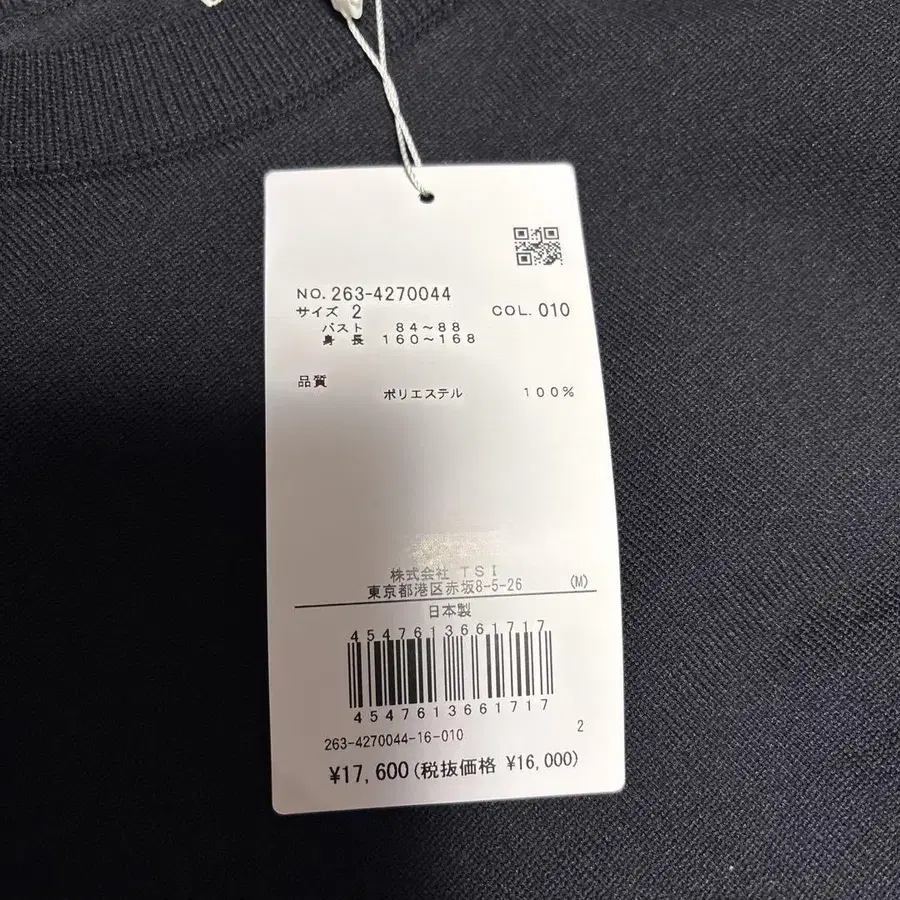 NO. 263-4270044
サイズ 2 COL. 010
バスト 84~88
身長 160~168
品質
ポリエステル 100%
株式会社 TSI
東京都港区赤坂8-5-26 (M)
日本製
4547613661717
4547613661717
263-4270044-16-010 2
¥17,600(税抜価格 ¥16,000)